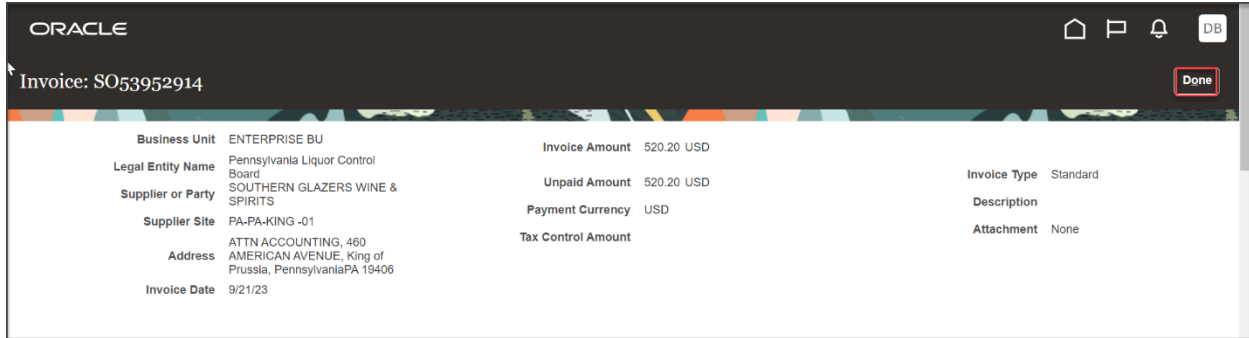 ORACLE
DB
Invoice: SO53952914
Done
Business Unit ENTERPRISE BU
Legal Entity Name Pennsylvania Liquor Control
Board
Supplier or Party SOUTHERN GLAZERS WINE &
SPIRITS
Supplier Site PA-PA-KING -01
Address ATTN ACCOUNTING, 460
AMERICAN AVENUE, King of
Prussia, PennsylvaniaPA 19406
Invoice Date 9/21/23
Invoice Amount 520.20 USD
Unpaid Amount 520.20 USD
Payment Currency USD
Tax Control Amount
Invoice Type Standard
Description
Attachment None